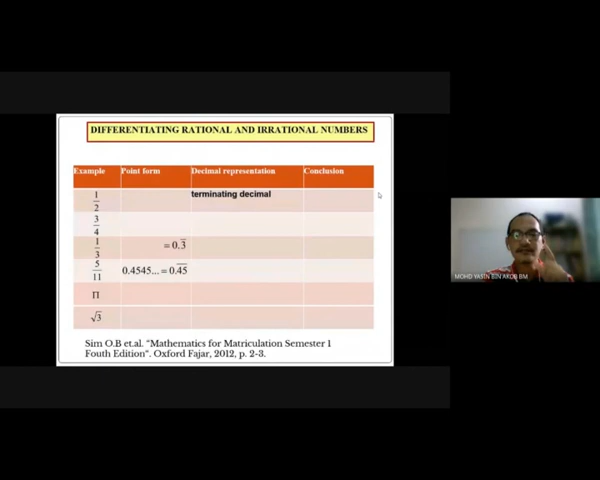 DIFFERENTIATING RATIONAL AND IRRATIONAL NUMBERS
Example Point form Decimal representation Conclusion
1/2 terminating decimal
3/4
1/3 = 0.3̅
5/11 0.4545... = 0.4̅5̅
Π
√3
Sim O.B et.al. "Mathematics for Matriculation Semester 1
Fouth Edition". Oxford Fajar, 2012, p. 2-3.
MOHD YASIN BIN AKOB BM